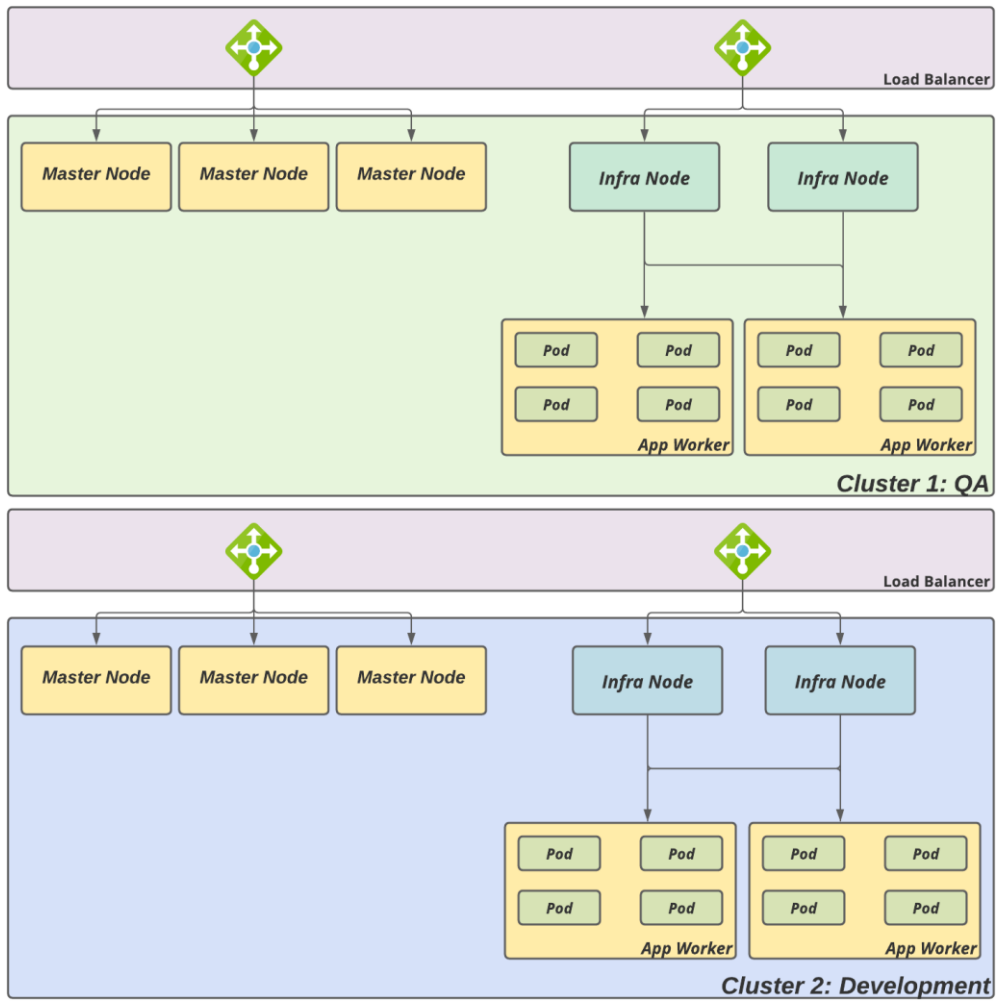 Load Balancer
Master Node
Master Node
Master Node
Infra Node
Infra Node
Pod
Pod
Pod
Pod
App Worker
Pod
Pod
Pod
Pod
App Worker
Cluster 1: QA
Load Balancer
Master Node
Master Node
Master Node
Infra Node
Infra Node
Pod
Pod
Pod
Pod
App Worker
Pod
Pod
Pod
Pod
App Worker
Cluster 2: Development